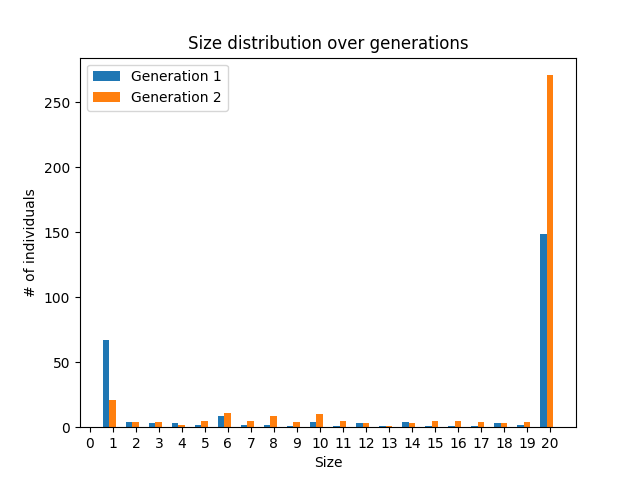 Size distribution over generations
Generation 1
Generation 2
# of individuals
250
200
150
100
50
0
0 1 2 3 4 5 6 7 8 9 10 11 12 13 14 15 16 17 18 19 20
Size